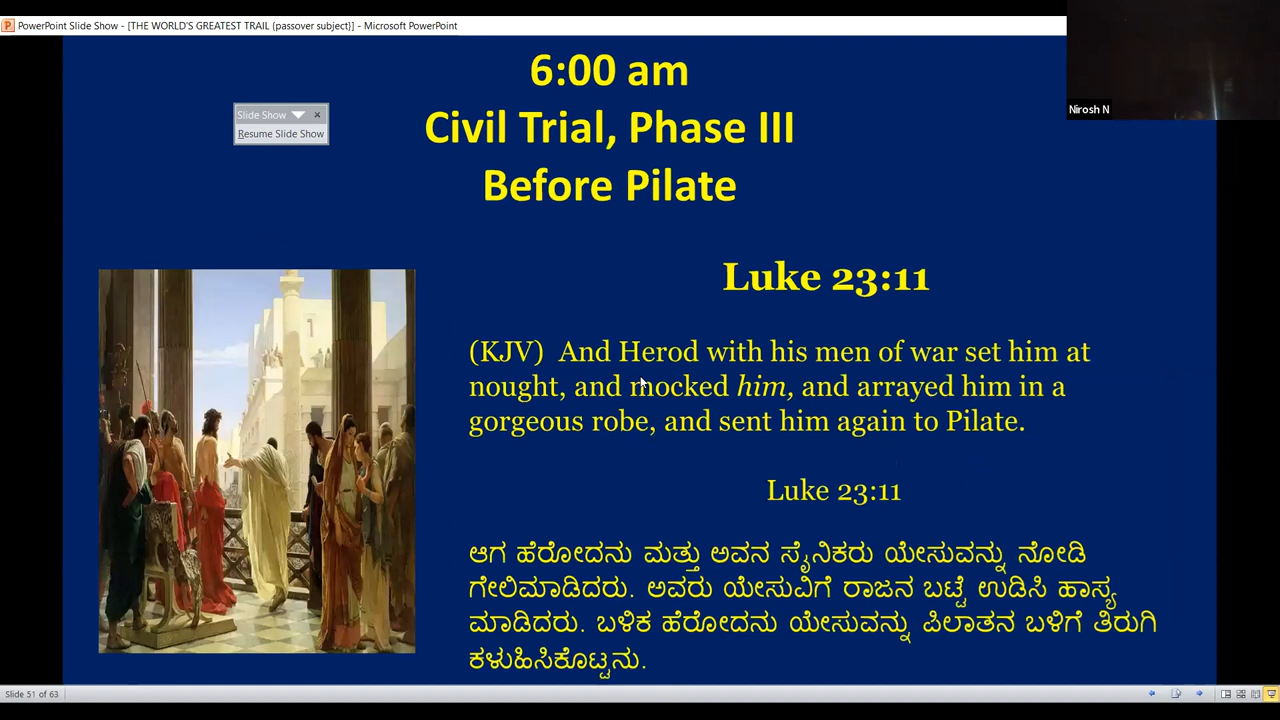 PowerPoint Slide Show - [THE WORLD'S GREATEST TRAIL (passover subject}] - Microsoft PowerPoint
Nirosh N
6:00 am
Slide Show
Resume Slide Show
Civil Trial, Phase III
Before Pilate
Luke 23:11
(KJV) And Herod with his men of war set him at
nought, and mocked him, and arrayed him in a
gorgeous robe, and sent him again to Pilate.
Luke 23:11
ಆಗ ಹೆರೋದನು ಮತ್ತು ಅವನ ಸೈನಿಕರು ಯೇಸುವನ್ನು ನೋಡಿ
ಗೇಲಿಮಾಡಿದರು. ಅವರು ಯೇಸುವಿಗೆ ರಾಜನ ಬಟ್ಟೆ ಉಡಿಸಿ ಹಾಸ್ಯ
ಮಾಡಿದರು. ಬಳಿಕ ಹೆರೋದನು ಯೇಸುವನ್ನು ಪಿಲಾತನ ಬಳಿಗೆ ತಿರುಗಿ
ಕಳುಹಿಸಿಕೊಟ್ಟನು.
Slide 51 of 63